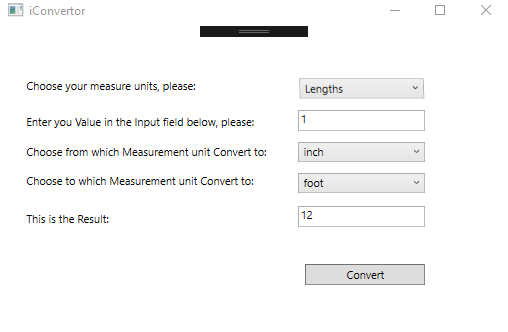 iConvertor
Choose your measure units, please: Lengths
Enter you Value in the Input field below, please: 1
Choose from which Measurement unit Convert to: inch
Choose to which Measurement unit Convert to: foot
This is the Result: 12
Convert